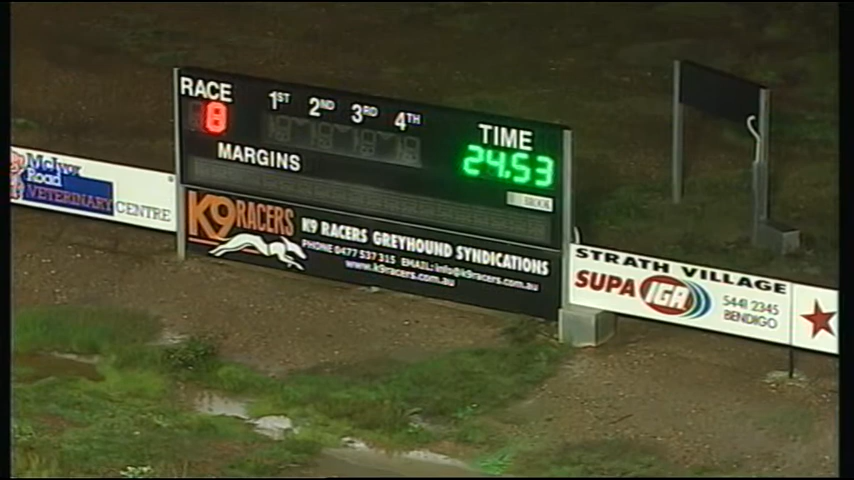 RACE 1ST 2ND 3RD 4TH TIME
8 24.53
MARGINS
McIvor
Road
VETERINARY CENTRE
K9 RACERS
K9 RACERS GREYHOUND SYNDICATIONS
PHONE 0477 537 315 EMAIL: info@k9racers.com.au
www.k9racers.com.au
STRATH VILLAGE
SUPA IGA
5441 2345
BENDIGO